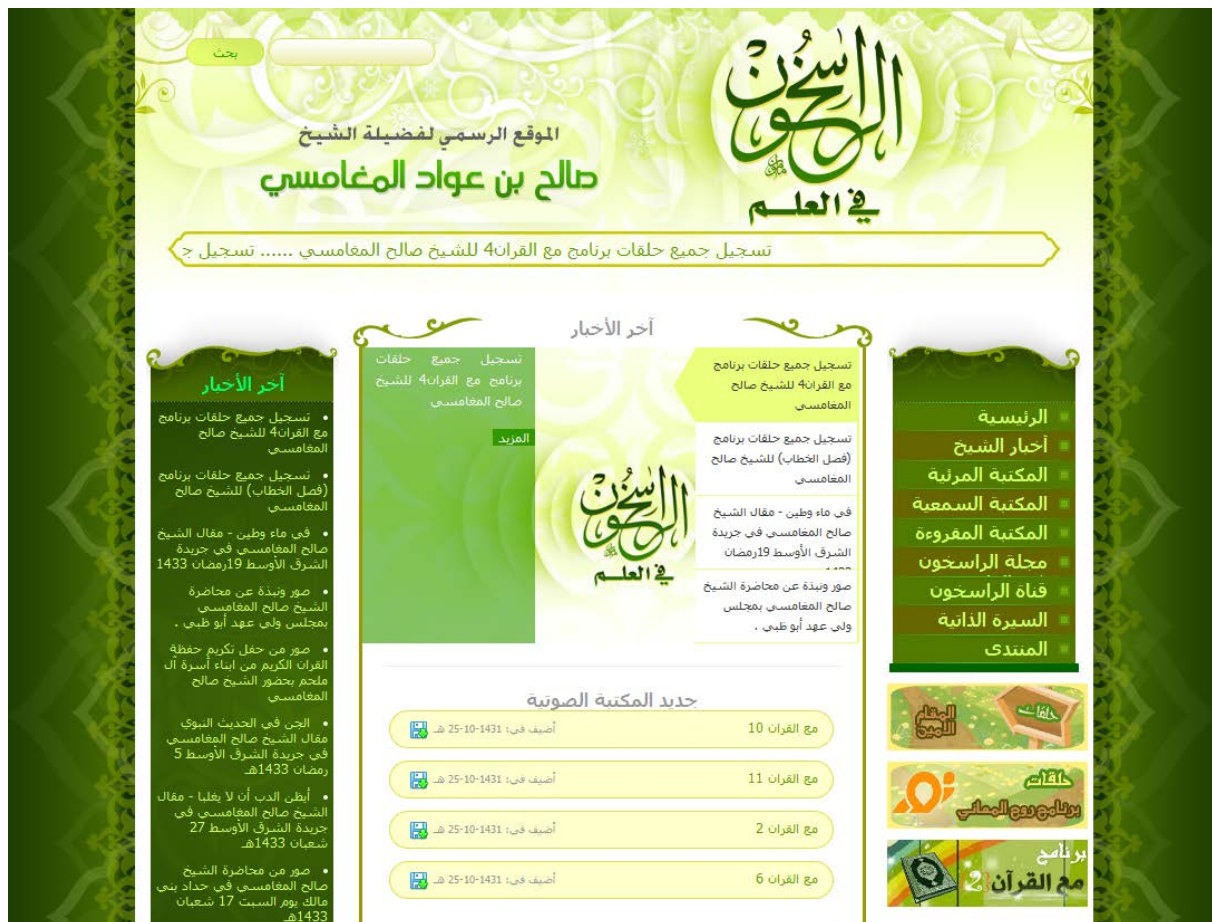 بحث
الراسخون
في العلم
الموقع الرسمي لفضيلة الشيخ
صالح بن عواد المغامسي
تسجيل جميع حلقات برنامج مع القران4 للشيخ صالح المغامسي ...... تسجيل ج
الرئيسية
أخبار الشيخ
المكتبة المرئية
المكتبة السمعية
المكتبة المقروءة
مجلة الراسخون
قناة الراسخون
السيرة الذاتية
المنتدى
حلقات
القطار
الأمين
حلقات
برنامج روح المعاني
برنامج
مع القرآن 2
آخر الأخبار
تسجيل جميع حلقات برنامج
مع القران4 للشيخ صالح
المغامسي
تسجيل جميع حلقات برنامج
(فصل الخطاب) للشيخ صالح
المغامسي
في ماء وطين - مقال الشيخ
صالح المغامسي في جريدة
الشرق الأوسط 19رمضان
صور ونبذة عن محاضرة الشيخ
صالح المغامسي بمجلس
ولي عهد أبو ظبي .
الراسخون
في العلم
تسجيل جميع حلقات
برنامج مع القران4 للشيخ
صالح المغامسي
المزيد
جديد المكتبة الصوتية
مع القران 10 أضيف في: 1431-10-25 هـ
مع القران 11 أضيف في: 1431-10-25 هـ
مع القران 2 أضيف في: 1431-10-25 هـ
مع القران 6 أضيف في: 1431-10-25 هـ
آخر الأخبار
• تسجيل جميع حلقات برنامج
مع القران4 للشيخ صالح
المغامسي
• تسجيل جميع حلقات برنامج
(فصل الخطاب) للشيخ صالح
المغامسي
• في ماء وطين - مقال الشيخ
صالح المغامسي في جريدة
الشرق الأوسط 19رمضان 1433
• صور ونبذة عن محاضرة
الشيخ صالح المغامسي
بمجلس ولي عهد أبو ظبي .
• صور من حفل تكريم حفظة
القران الكريم من ابناء أسرة آل
ملحم بحضور الشيخ صالح
المغامسي
• الجن في الحديث النبوي
مقال الشيخ صالح المغامسي
في جريدة الشرق الأوسط 5
رمضان 1433هـ
• أيظن الدب أن لا يغلبا - مقال
الشيخ صالح المغامسي في
جريدة الشرق الأوسط 27
شعبان 1433هـ
• صور من محاضرة الشيخ
صالح المغامسي في حداد بني
مالك يوم السبت 17 شعبان
1433هـ